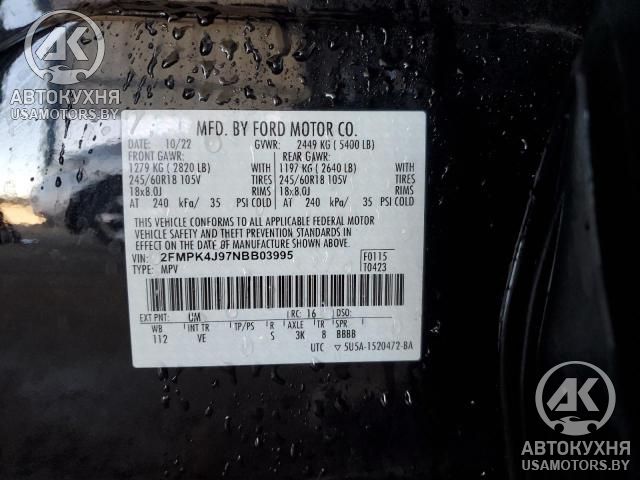 АК
АВТОКУХНЯ
USAMOTORS.BY
MFD. BY FORD MOTOR CO.
DATE: 10/22 GVWR: 2449 KG ( 5400 LB)
FRONT GAWR: REAR GAWR:
1279 KG ( 2820 LB) WITH 1197 KG ( 2640 LB) WITH
245/60R18 105V TIRES 245/60R18 105V TIRES
18x8.0J RIMS 18x8.0J RIMS
AT 240 kPa/ 35 PSI COLD AT 240 kPa/ 35 PSI COLD
THIS VEHICLE CONFORMS TO ALL APPLICABLE FEDERAL MOTOR
VEHICLE SAFETY AND THEFT PREVENTION STANDARDS IN
EFFECT ON THE DATE OF MANUFACTURE SHOWN ABOVE.
VIN: 2FMPK4J97NBB03995 F0115
TYPE: MPV T0423
EXT PNT: UM RC: 16 DSO:
WB INT TR TP/PS R AXLE TR SPR
112 VE S 3K 8 BBBB
UTC ▽ 5U5A-1520472-BA
АК
АВТОКУХНЯ
USAMOTORS.BY